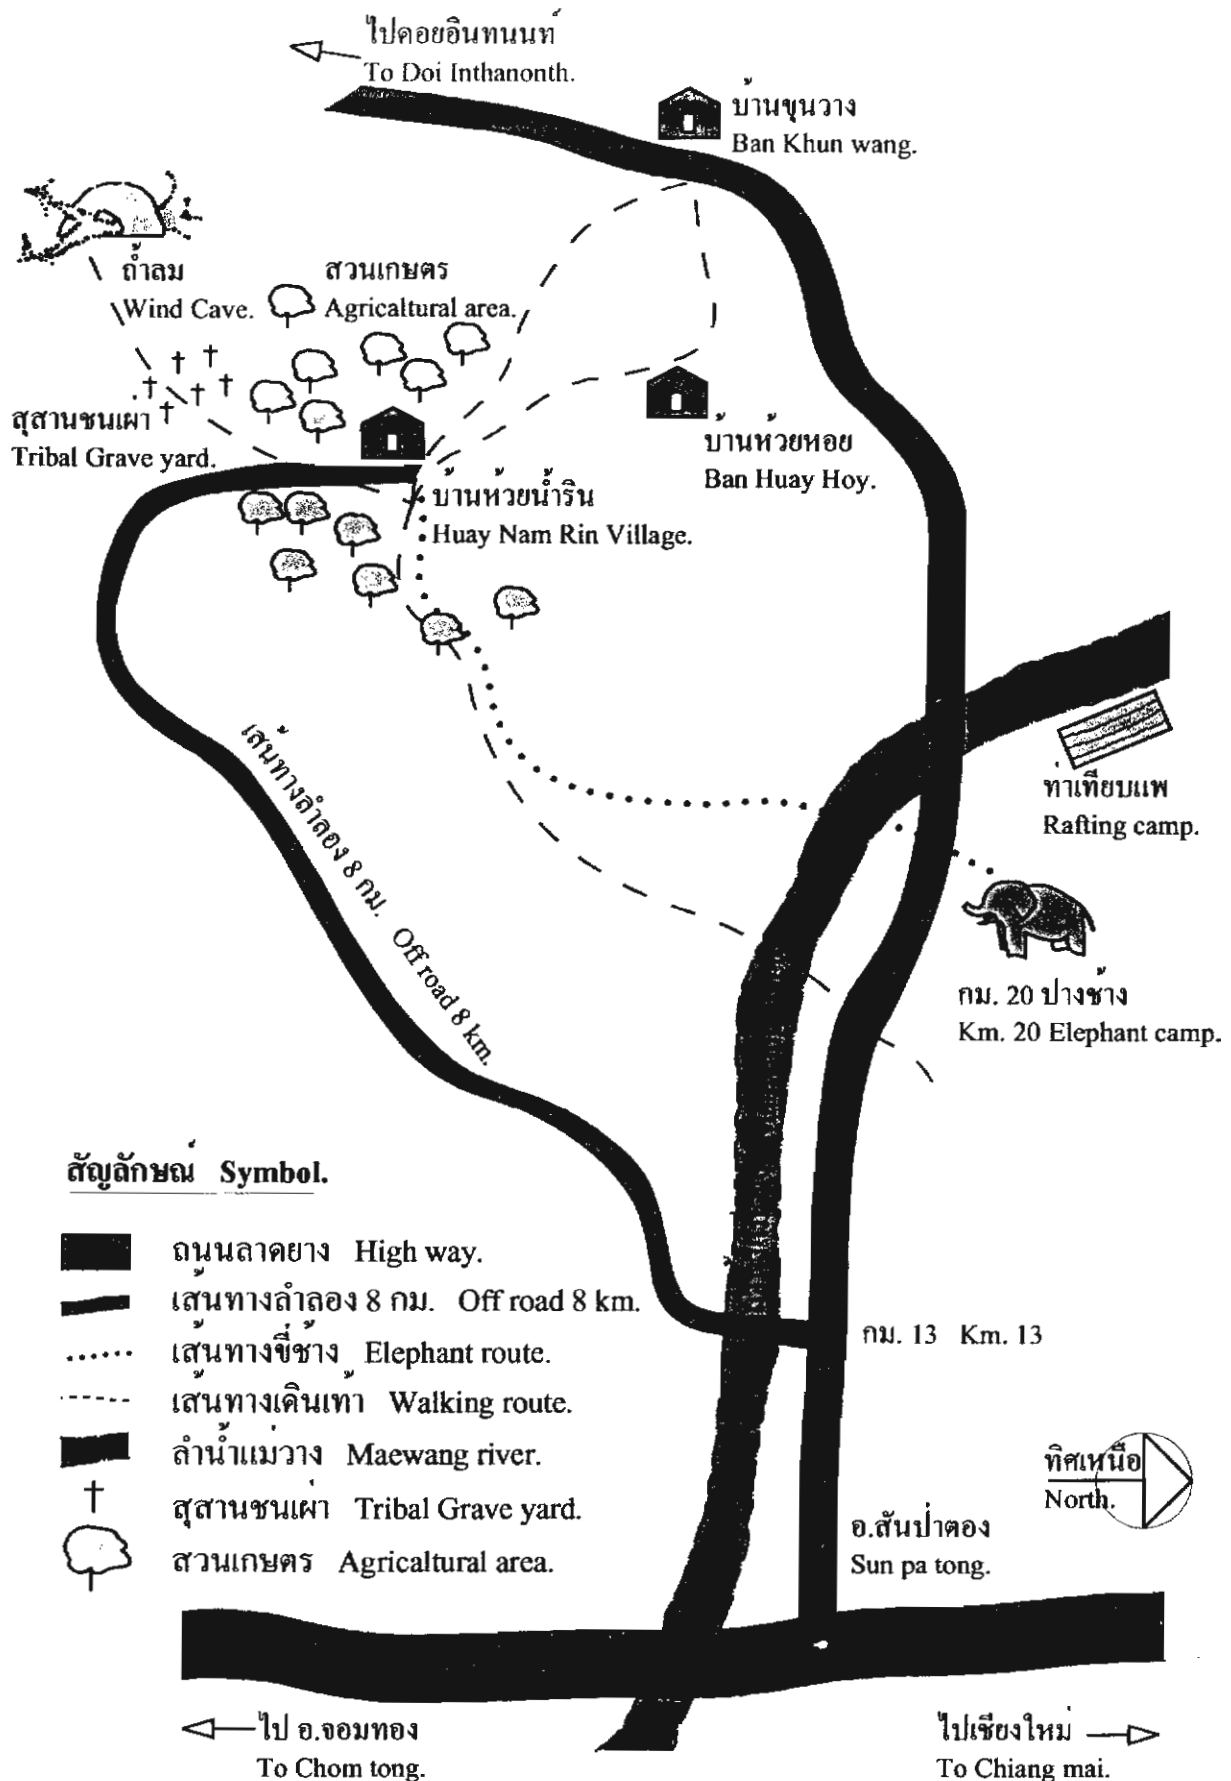 ไปดอยอินทนนท์
To Doi Inthanonth.
บ้านขุนวาง
Ban Khun wang.
ถ้ำลม
Wind Cave.
สวนเกษตร
Agricaltural area.
สุสานชนเผ่า
Tribal Grave yard.
บ้านห้วยหอย
Ban Huay Hoy.
บ้านห้วยน้ำริน
Huay Nam Rin Village.
เส้นทางลำลอง 8 กม. Off road 8 km.
ท่าเทียบแพ
Rafting camp.
กม. 20 ปางช้าง
Km. 20 Elephant camp.
สัญลักษณ์ Symbol.
ถนนลาดยาง High way.
เส้นทางลำลอง 8 กม. Off road 8 km.
เส้นทางขี่ช้าง Elephant route.
เส้นทางเดินเท้า Walking route.
ลำน้ำแม่วาง Maewang river.
สุสานชนเผ่า Tribal Grave yard.
สวนเกษตร Agricaltural area.
กม. 13 Km. 13
ทิศเหนือ
North.
อ.สันป่าตอง
Sun pa tong.
ไป อ.จอมทอง
To Chom tong.
ไปเชียงใหม่
To Chiang mai.